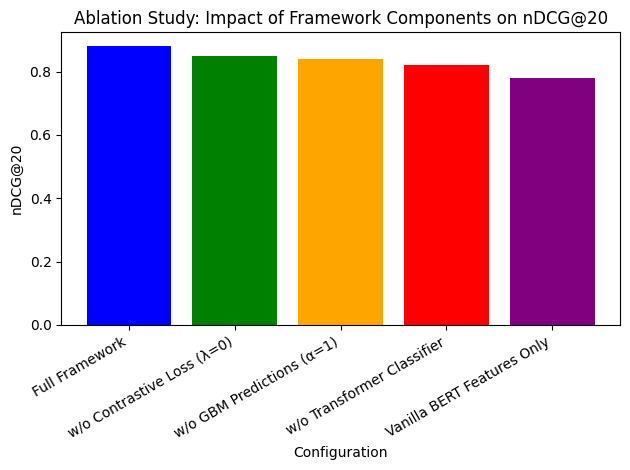 Ablation Study: Impact of Framework Components on nDCG@20
nDCG@20
0.8
0.6
0.4
0.2
0.0
Full Framework
w/o Contrastive Loss (λ=0)
w/o GBM Predictions (α=1)
w/o Transformer Classifier
Vanilla BERT Features Only
Configuration